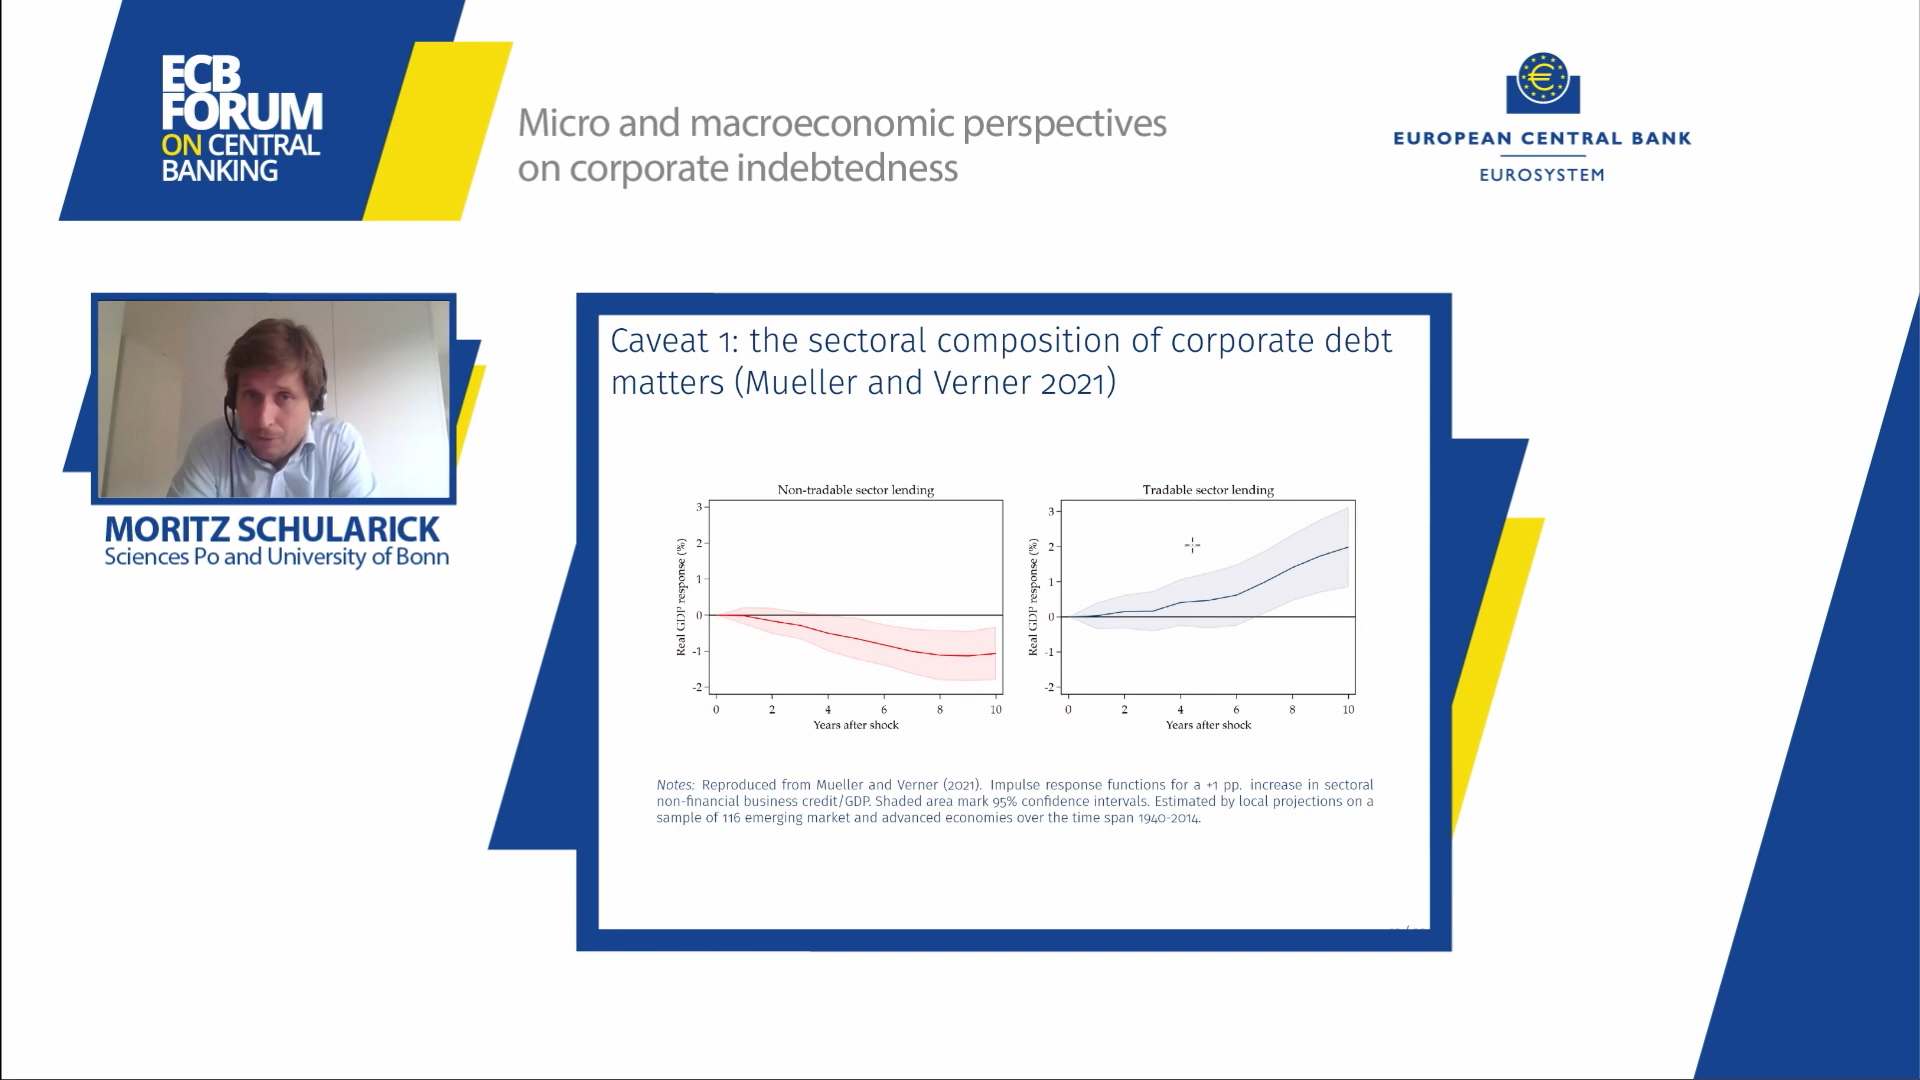 ECB
FORUM
ON CENTRAL
BANKING
Micro and macroeconomic perspectives
on corporate indebtedness
EUROPEAN CENTRAL BANK
EUROSYSTEM
MORITZ SCHULARICK
Sciences Po and University of Bonn
Caveat 1: the sectoral composition of corporate debt
matters (Mueller and Verner 2021)
Non-tradable sector lending
Real GDP response (%)
3
2
1
0
-1
-2
0 2 4 6 8 10
Years after shock
Tradable sector lending
Real GDP response (%)
3
2
1
0
-1
-2
0 2 4 6 8 10
Years after shock
Notes: Reproduced from Mueller and Verner (2021). Impulse response functions for a +1 pp. increase in sectoral
non-financial business credit/GDP. Shaded area mark 95% confidence intervals. Estimated by local projections on a
sample of 116 emerging market and advanced economies over the time span 1940-2014.